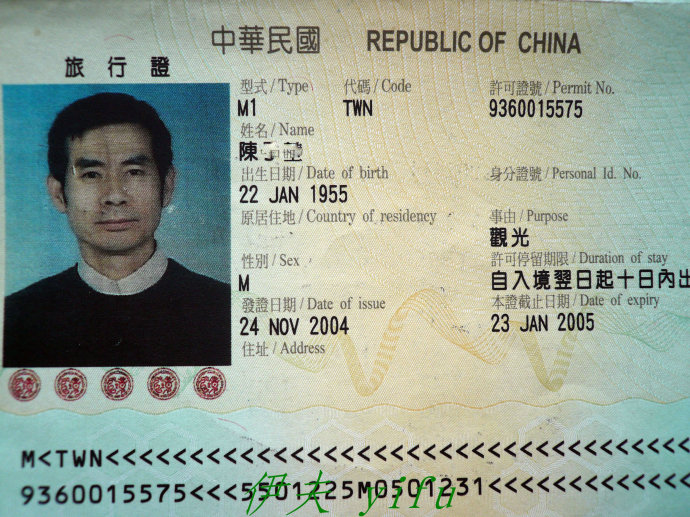 中華民國 REPUBLIC OF CHINA
旅行證
型式/Type 代碼/Code 許可證號/Permit No.
M1 TWN 9360015575
姓名/Name
陳
出生日期/Date of birth 身分證號/Personal Id. No.
22 JAN 1955
原居住地/Country of residency 事由/Purpose
觀光
性別/Sex 許可停留期限/Duration of stay
M 自入境翌日起十日內出
發證日期/Date of issue 本證截止日期/Date of expiry
24 NOV 2004 23 JAN 2005
住址/Address
M<TWN<<<<<<<<<<<<<<<<<<<<<<<<<<<<<<
9360015575<<<5501225M0501231<<<<<<<<<<<<
伊夫 yifu